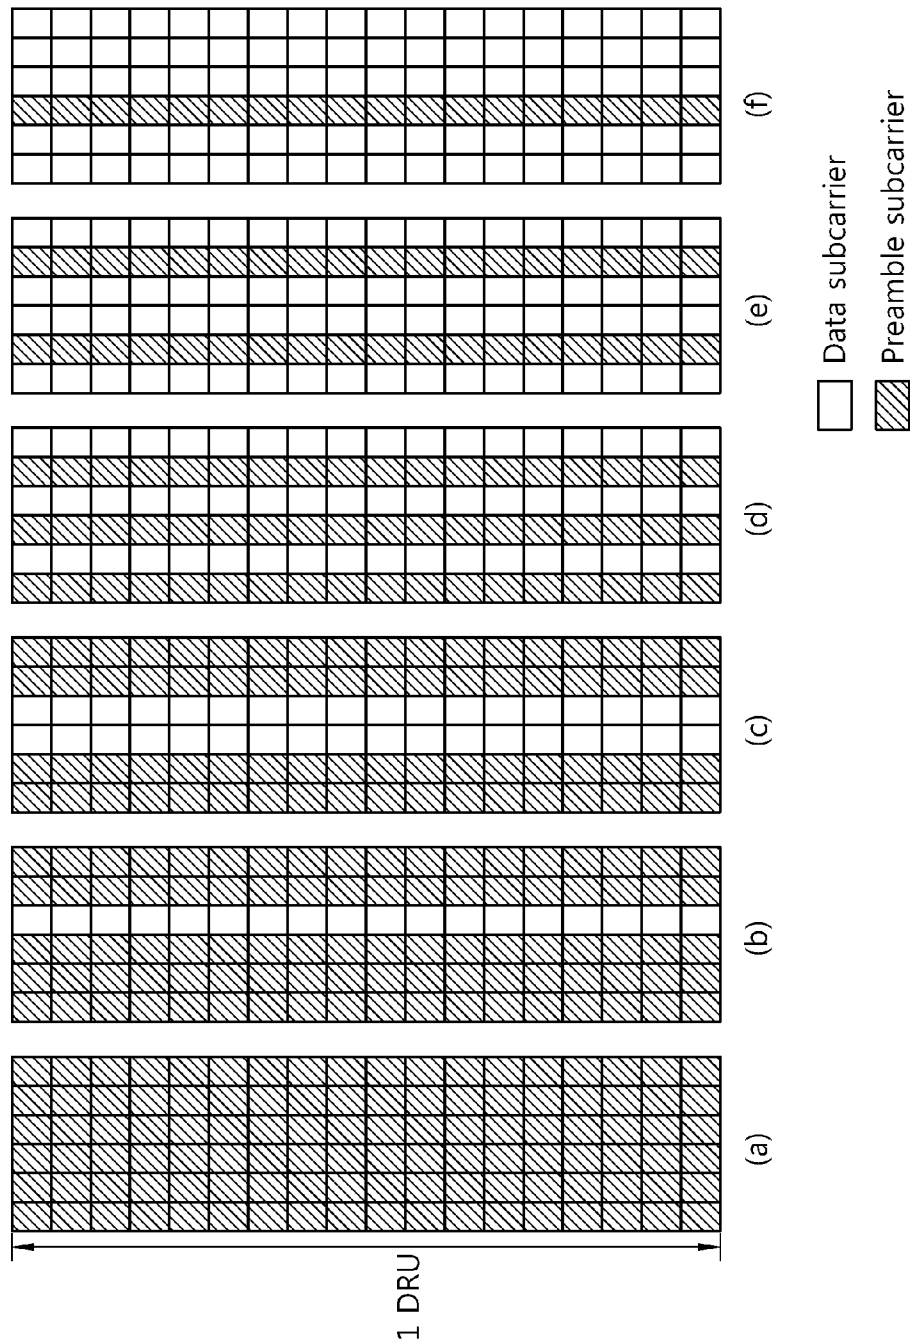 1 DRU
(a)
(b)
(c)
(d)
(e)
(f)
Data subcarrier
Preamble subcarrier